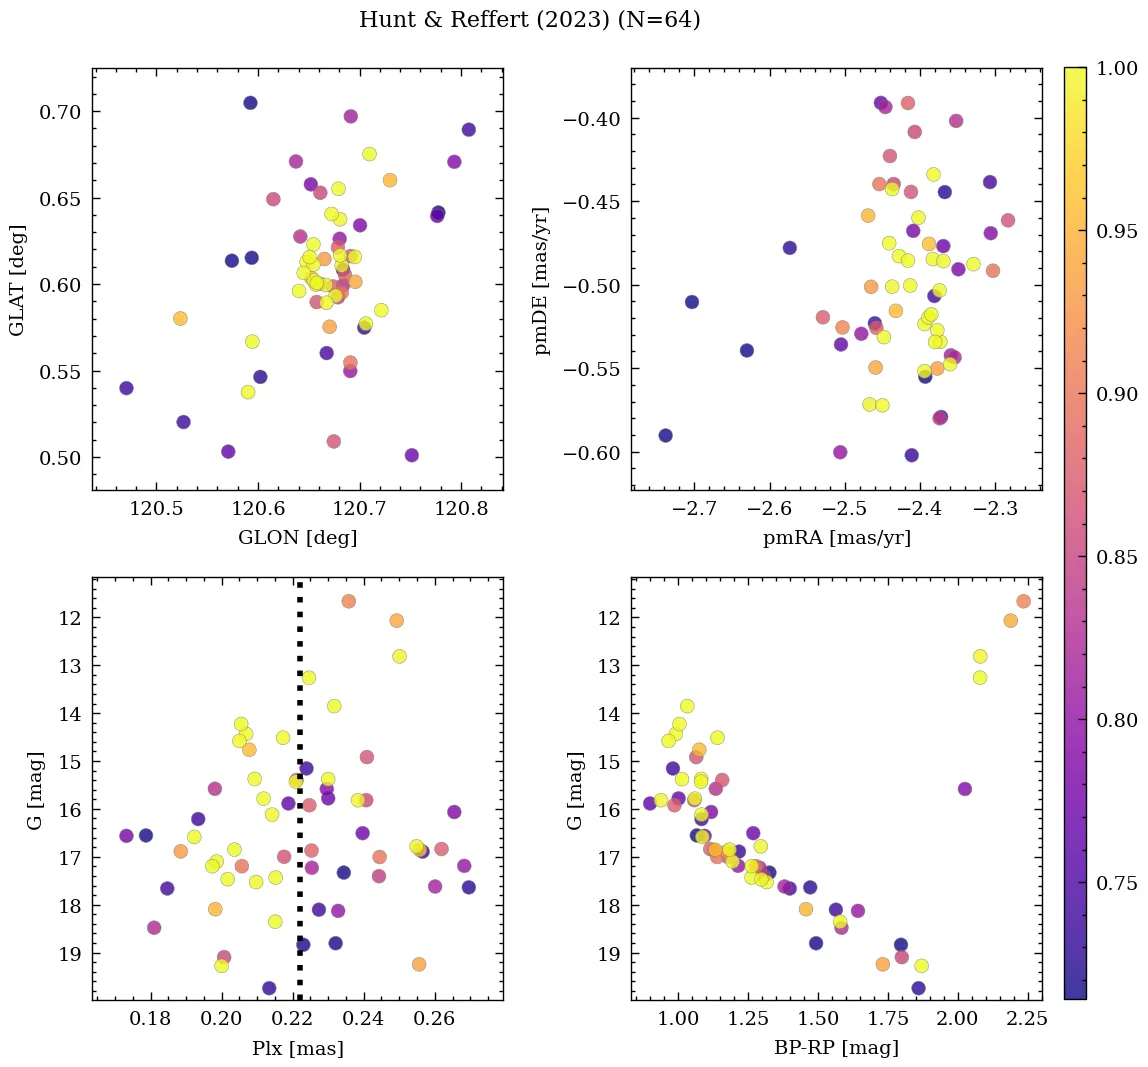 Hunt & Reffert (2023) (N=64)
0.70
0.65
0.60
0.55
0.50
GLAT [deg]
120.5 120.6 120.7 120.8
GLON [deg]
−0.40
−0.45
−0.50
−0.55
−0.60
pmDE [mas/yr]
−2.7 −2.6 −2.5 −2.4 −2.3
pmRA [mas/yr]
12
13
14
15
16
17
18
19
G [mag]
0.18 0.20 0.22 0.24 0.26
Plx [mas]
12
13
14
15
16
17
18
19
G [mag]
1.00 1.25 1.50 1.75 2.00 2.25
BP-RP [mag]
1.00
0.95
0.90
0.85
0.80
0.75